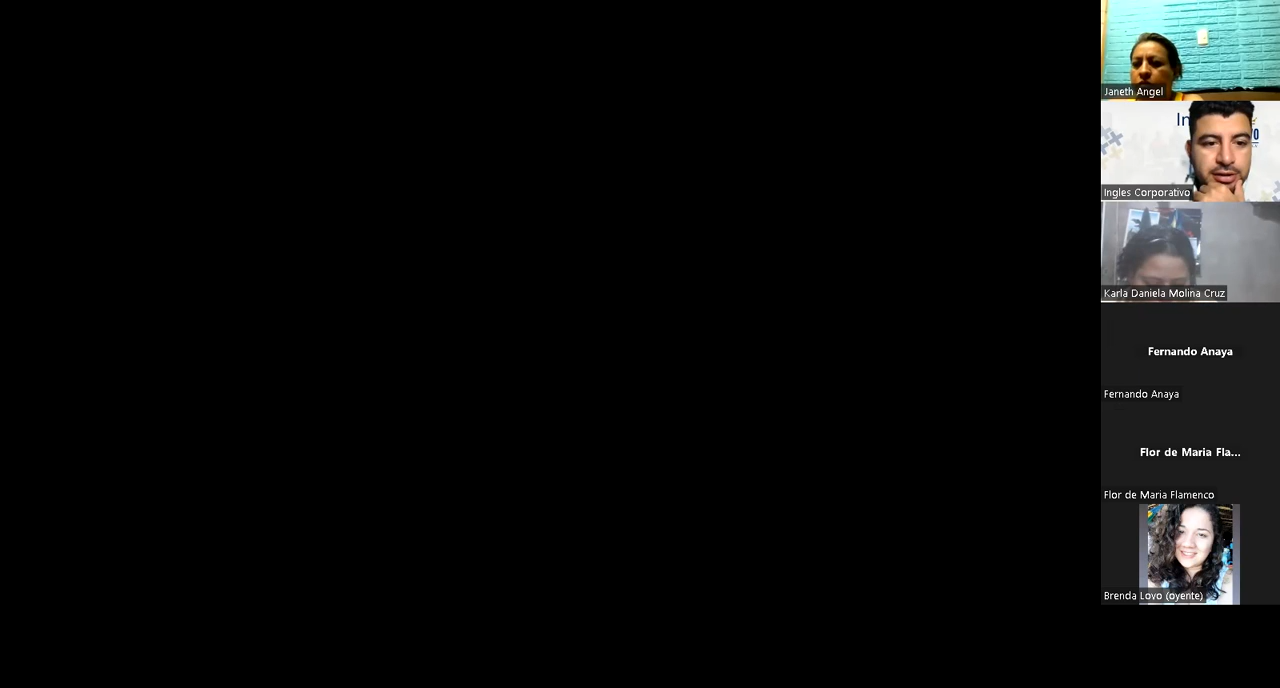 Janeth Angel
In
Ingles Corporativo
Karla Daniela Molina Cruz
Fernando Anaya
Fernando Anaya
Flor de Maria Fla...
Flor de Maria Flamenco
Brenda Lovo (oyente)